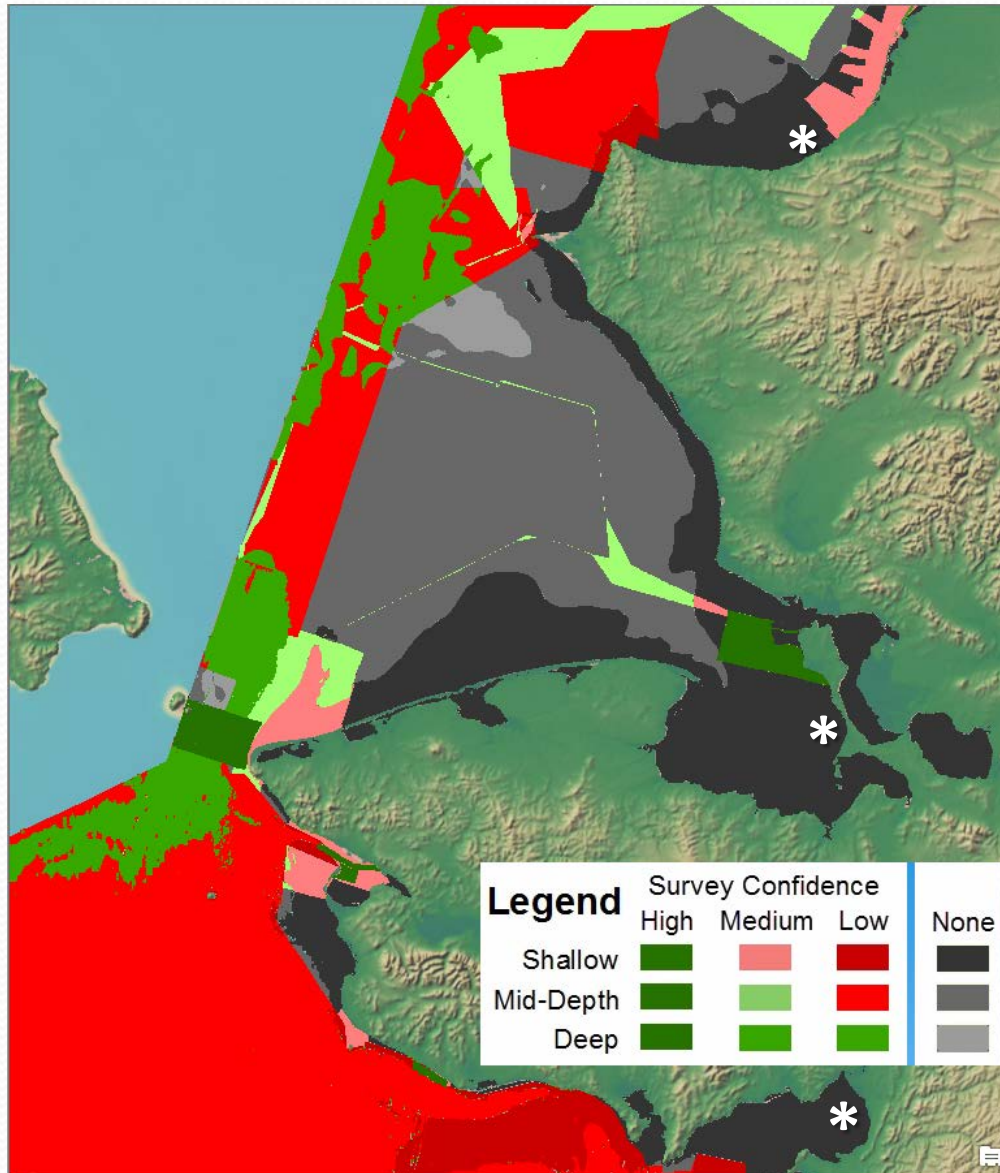 *
*
Legend
Survey Confidence
High Medium Low None
Shallow
Mid-Depth
Deep
*